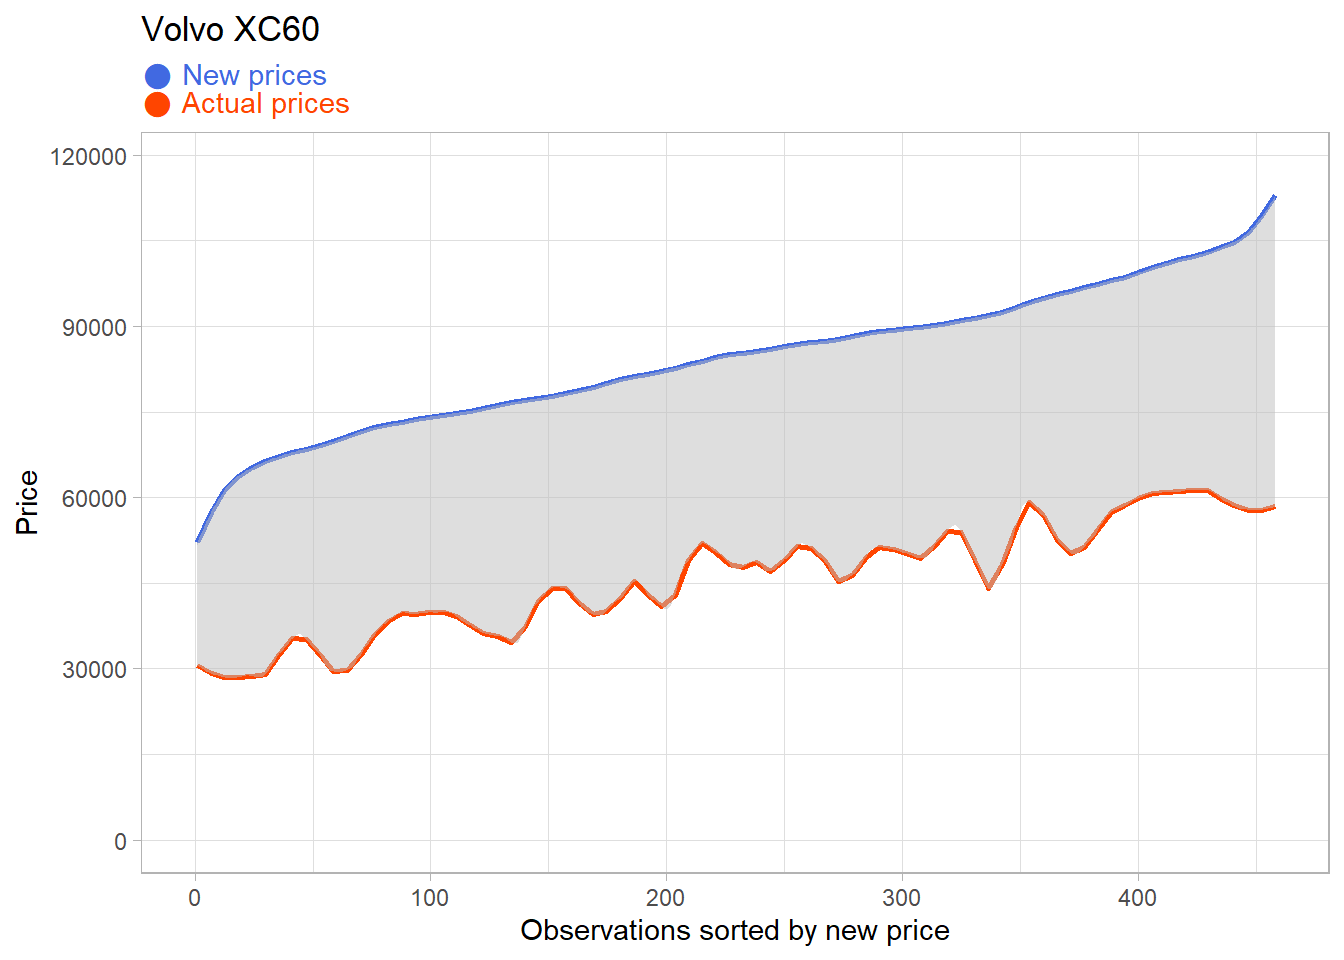 Volvo XC60
New prices
Actual prices
120000
90000
60000
30000
0
Price
0 100 200 300 400
Observations sorted by new price